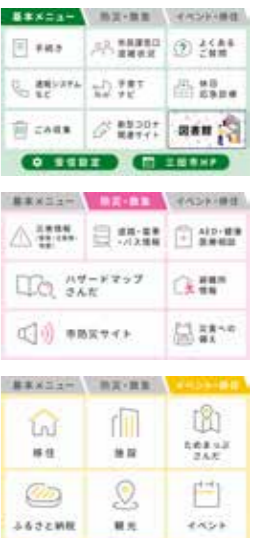 基本メニュー 防災・救急 イベント・移住
手続き
市民課窓口
混雑状況
よくある
ご質問
通報システム
など
子育て
ナビ
休日
応急診療
ごみ収集
新型コロナ
関連サイト
図書館
受信設定 三田市HP
基本メニュー 防災・救急 イベント・移住
災害情報
道路・電車
・バス情報
AED・健康
医療相談
ハザードマップ
さんだ
避難所
情報
市防災サイト
災害への
備え
基本メニュー 防災・救急 イベント・移住
移住
施設
ためまっぷ
さんだ
ふるさと納税
観光
イベント